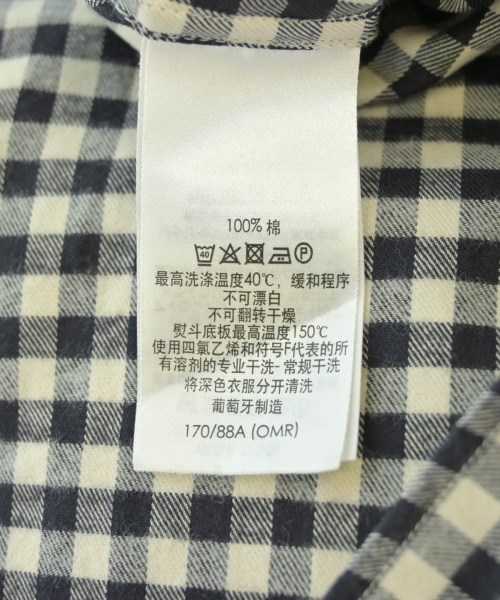 100% 棉
40 P
最高洗涤温度40℃，缓和程序
不可漂白
不可翻转干燥
熨斗底板最高温度150℃
使用四氯乙烯和符号F代表的所
有溶剂的专业干洗-常规干洗
将深色衣服分开清洗
葡萄牙制造
170/88A (OMR)